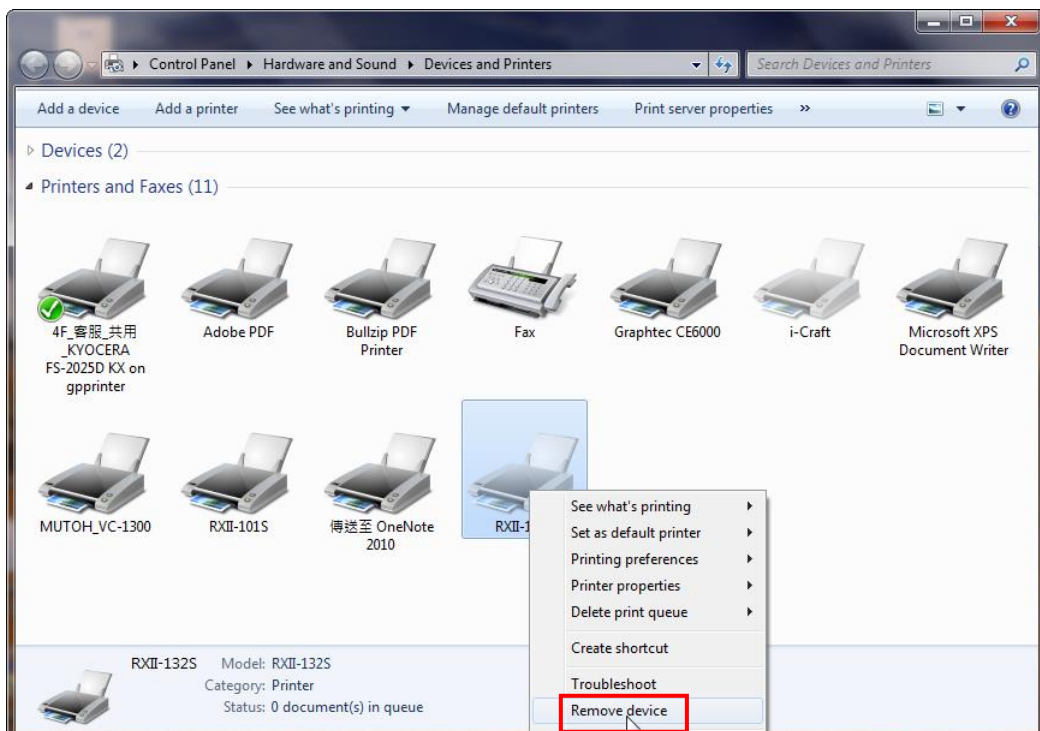 Control Panel ▸ Hardware and Sound ▸ Devices and Printers
Search Devices and Printers
Add a device Add a printer See what's printing Manage default printers Print server properties »
Devices (2)
Printers and Faxes (11)
4F_客服_共用
_KYOCERA
FS-2025D KX on
gpprinter
Adobe PDF
Bullzip PDF
Printer
Fax
Graphtec CE6000
i-Craft
Microsoft XPS
Document Writer
MUTOH_VC-1300
RXII-101S
傳送至 OneNote
2010
RXII-1
See what's printing
Set as default printer
Printing preferences
Printer properties
Delete print queue
Create shortcut
Troubleshoot
Remove device
RXII-132S Model: RXII-132S
Category: Printer
Status: 0 document(s) in queue